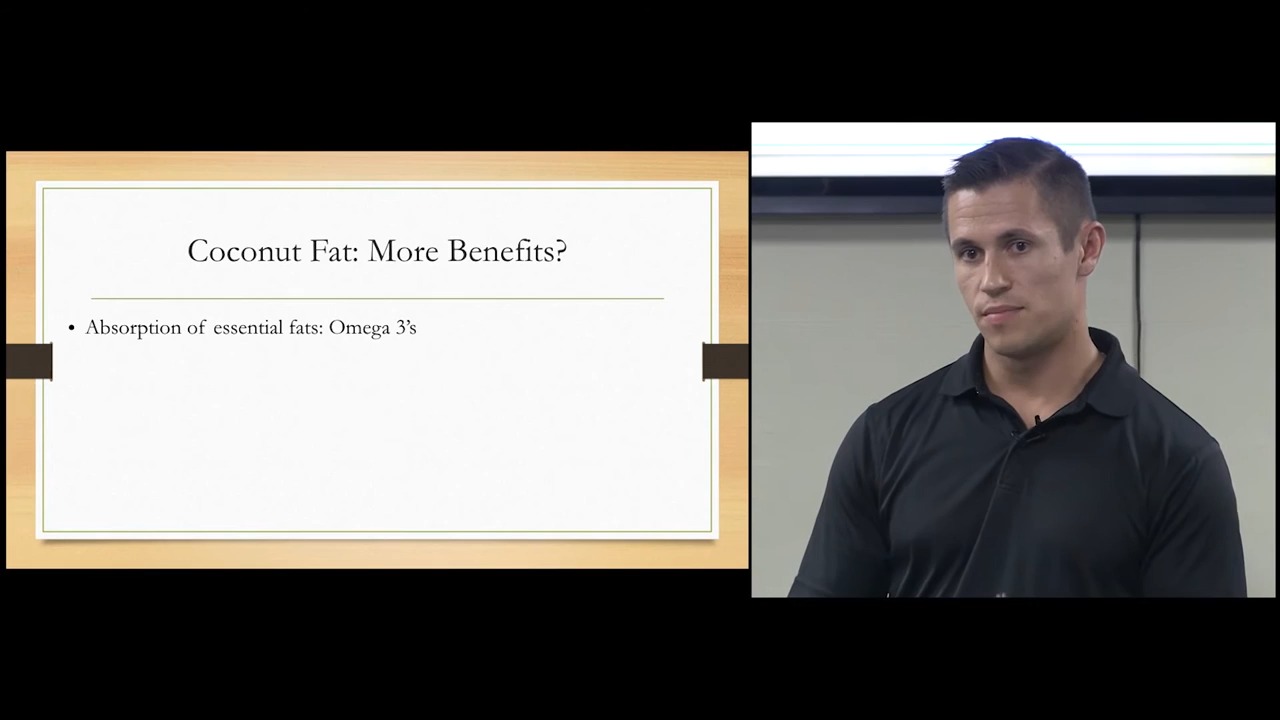 Coconut Fat: More Benefits?
• Absorption of essential fats: Omega 3’s